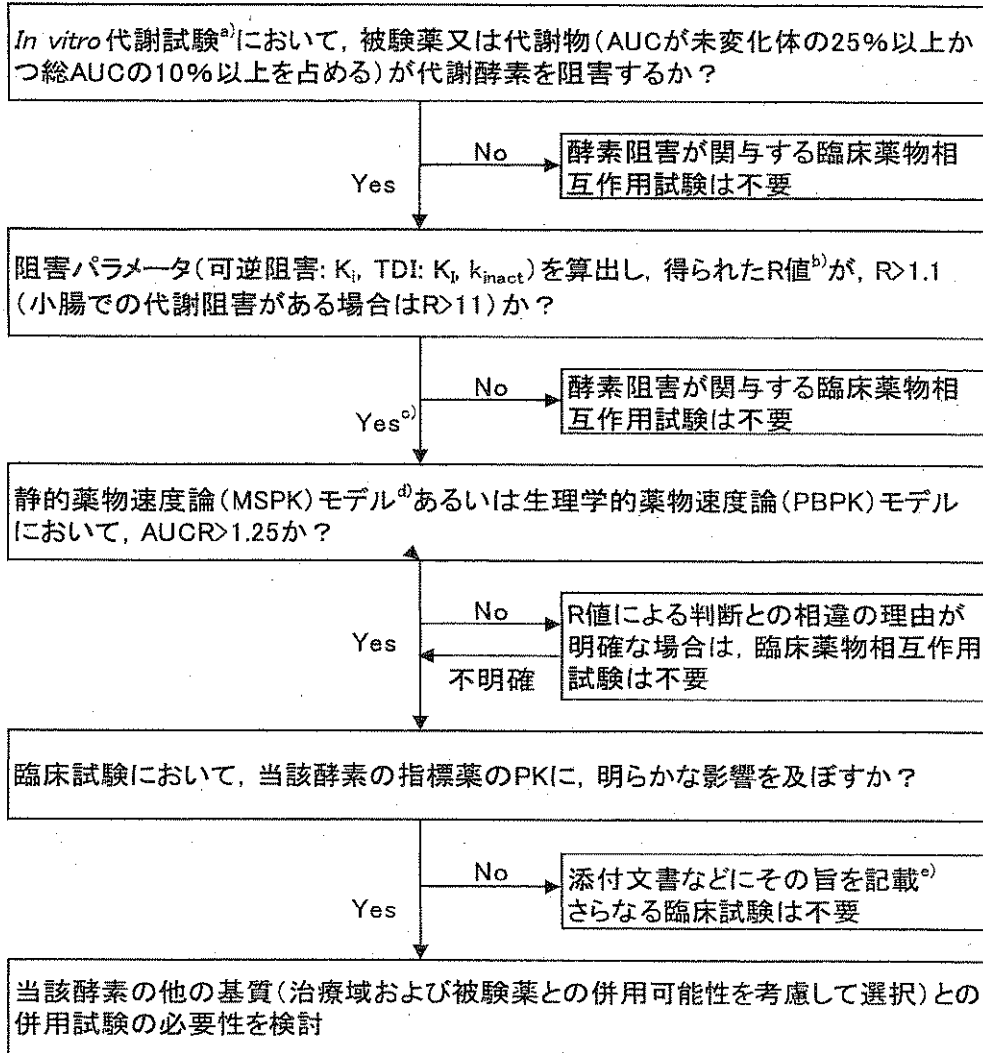 In vitro代謝試験a)において，被験薬又は代謝物(AUCが未変化体の25%以上か
つ総AUCの10%以上を占める)が代謝酵素を阻害するか？
No
酵素阻害が関与する臨床薬物相
互作用試験は不要
Yes
阻害パラメータ(可逆阻害: Ki, TDI: KI, kinact)を算出し，得られたR値b)が，R>1.1
(小腸での代謝阻害がある場合はR>11)か？
No
酵素阻害が関与する臨床薬物相
互作用試験は不要
Yesc)
静的薬物速度論(MSPK)モデルd)あるいは生理学的薬物速度論(PBPK)モデル
において，AUCR>1.25か？
No
R値による判断との相違の理由が
明確な場合は，臨床薬物相互作用
試験は不要
Yes
不明確
臨床試験において，当該酵素の指標薬のPKに，明らかな影響を及ぼすか？
No
添付文書などにその旨を記載e)
さらなる臨床試験は不要
Yes
当該酵素の他の基質(治療域および被験薬との併用可能性を考慮して選択)との
併用試験の必要性を検討